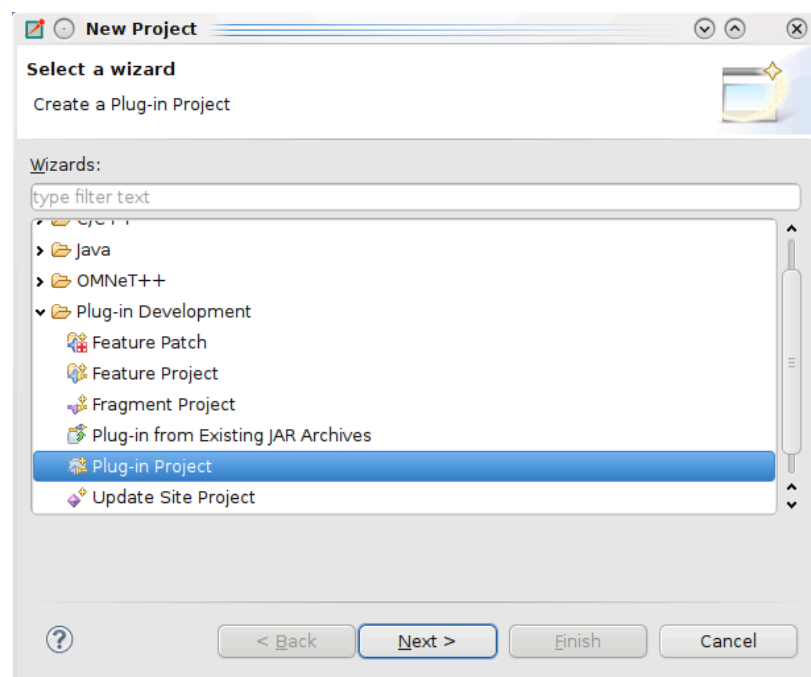 New Project
Select a wizard
Create a Plug-in Project
Wizards:
type filter text
C/C++
Java
OMNeT++
Plug-in Development
Feature Patch
Feature Project
Fragment Project
Plug-in from Existing JAR Archives
Plug-in Project
Update Site Project
? < Back Next > Finish Cancel